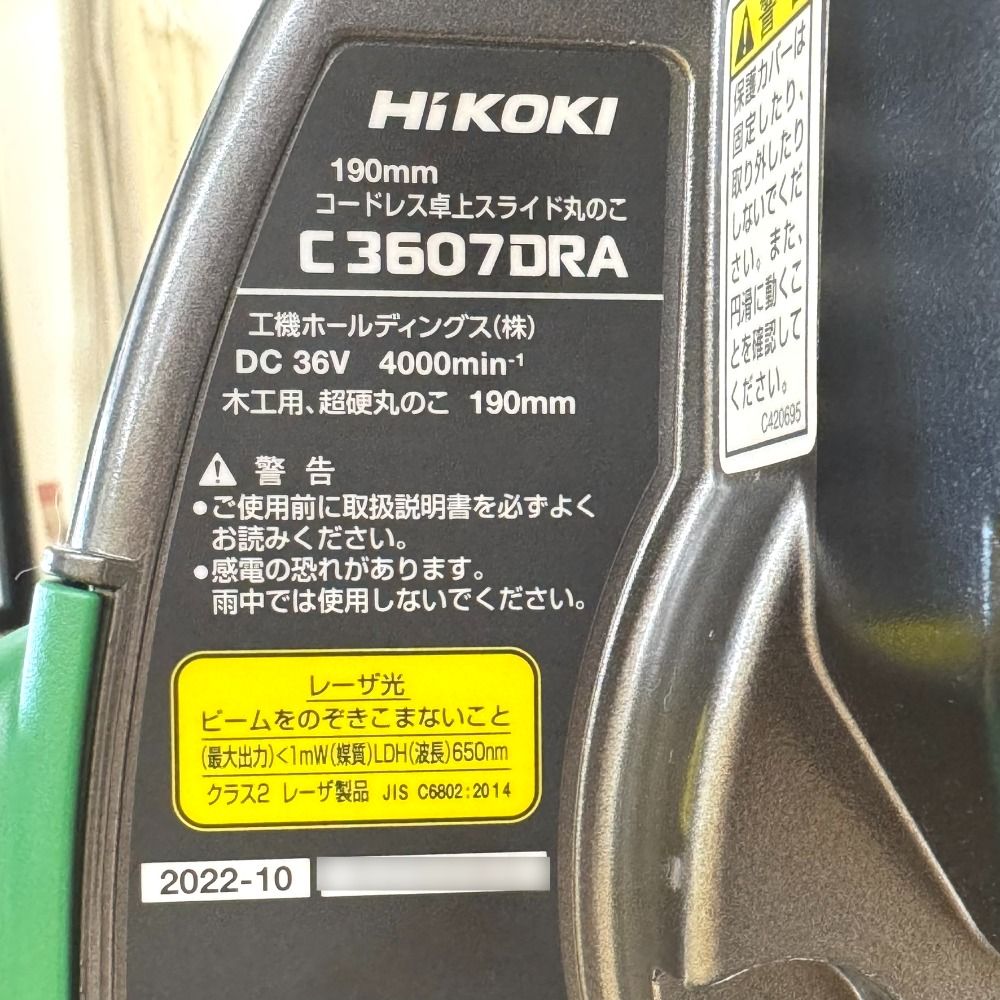 HiKOKI
190mm
コードレス卓上スライド丸のこ
C3607DRA
工機ホールディングス(株)
DC 36V 4000min-1
木工用、超硬丸のこ 190mm
警告
●ご使用前に取扱説明書を必ずよく
お読みください。
●感電の恐れがあります。
雨中では使用しないでください。
レーザ光
ビームをのぞきこまないこと
(最大出力)<1mW(媒質)LDH(波長)650nm
クラス2 レーザ製品 JIS C6802:2014
2022-10
警
保護カバーは
固定したり、
取り外したり
しないでくだ
さい。また、
円滑に動くこ
とを確認して
ください。
C420695